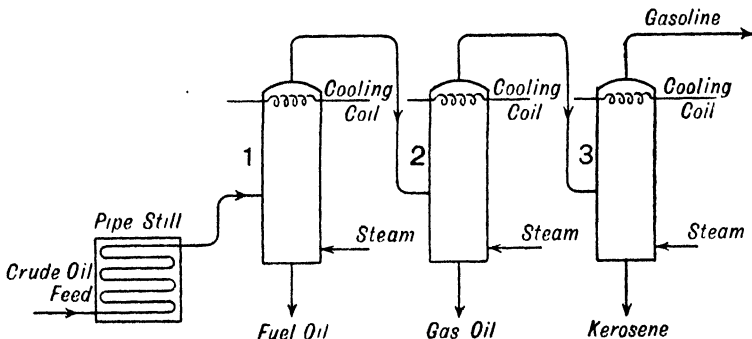 Gasoline
Cooling
Coil
Cooling
Coil
Cooling
Coil
1
2
3
Pipe Still
Steam
Steam
Steam
Crude Oil
Feed
Fuel Oil
Gas Oil
Kerosene